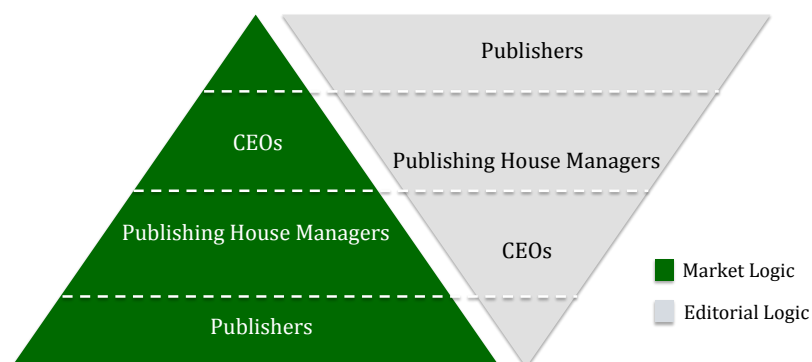 Publishers
CEOs
Publishing House Managers
Publishing House Managers
CEOs
Market Logic
Editorial Logic
Publishers